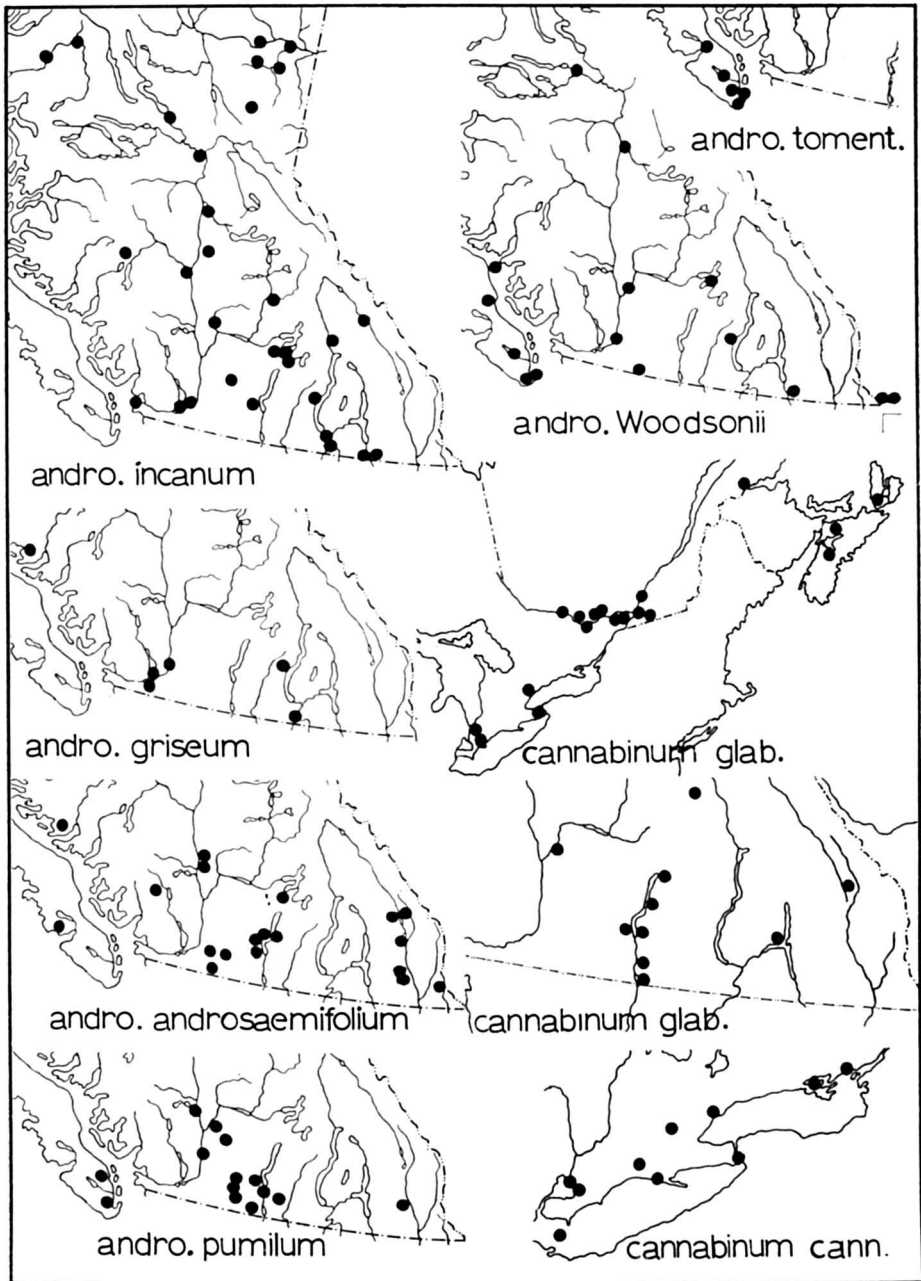 andro. toment.
andro. Woodsonii
andro. incanum
andro. griseum
cannabinum glab.
andro. androsaemifolium
cannabinum glab.
andro. pumilum
cannabinum cann.